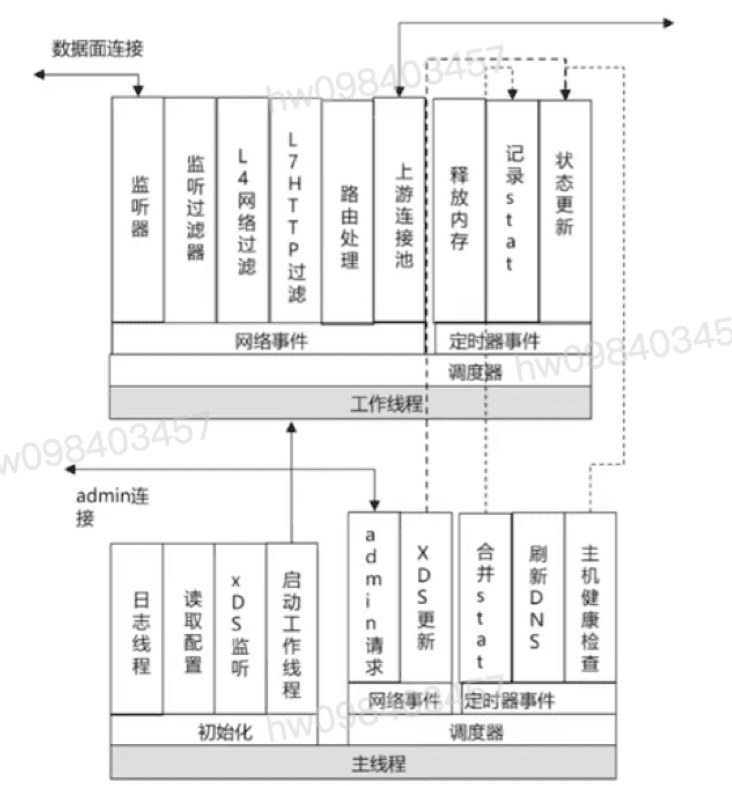 数据面连接
监听器
监听过滤器
L4网络过滤
L7HTTP过滤
路由处理
上游连接池
释放内存
记录stat
状态更新
网络事件
定时器事件
调度器
工作线程
admin连
接
日志线程
读取配置
xDS监听
启动工作线程
admin请求
XDS更新
合并stat
刷新DNS
主机健康检查
网络事件
定时器事件
初始化
调度器
主线程
hw098403457
hw098403457
hw098403457
hw098403457